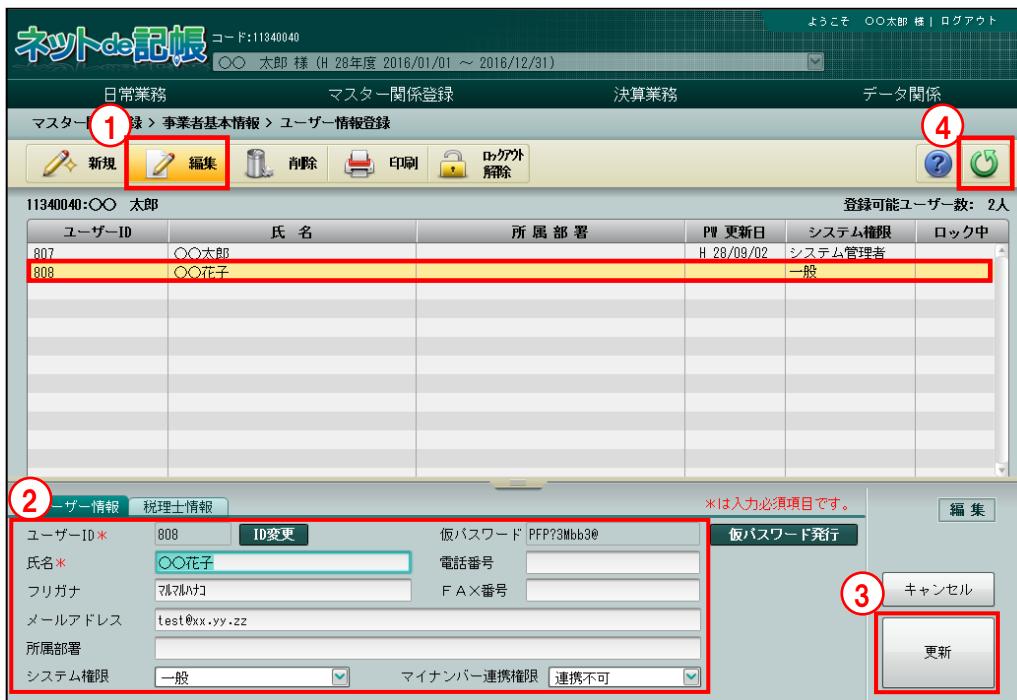 ようこそ 〇〇太郎 様 | ログアウト
ネットde記帳 コード:11340040
〇〇 太郎 様 (H 28年度 2016/01/01 ～ 2016/12/31)
日常業務 マスター関係登録 決算業務 データ関係
マスター 録 > 事業者基本情報 > ユーザー情報登録
1 4
新規 編集 削除 印刷 ロックアウト解除 ?
11340040:〇〇 太郎 登録可能ユーザー数: 2人
ユーザーID 氏 名 所 属 部 署 PW 更新日 システム権限 ロック中
807 〇〇太郎 H 28/09/02 システム管理者
808 〇〇花子 一般
2 ーザー情報 税理士情報 *は入力必須項目です。 編 集
ユーザーID* 808 ID変更 仮パスワード PFP?3Mbb3@ 仮パスワード発行
氏名* 〇〇花子 電話番号
フリガナ マルマルハナコ FAX番号 3 キャンセル
メールアドレス test@xx.yy.zz
所属部署 更新
システム権限 一般 マイナンバー連携権限 連携不可